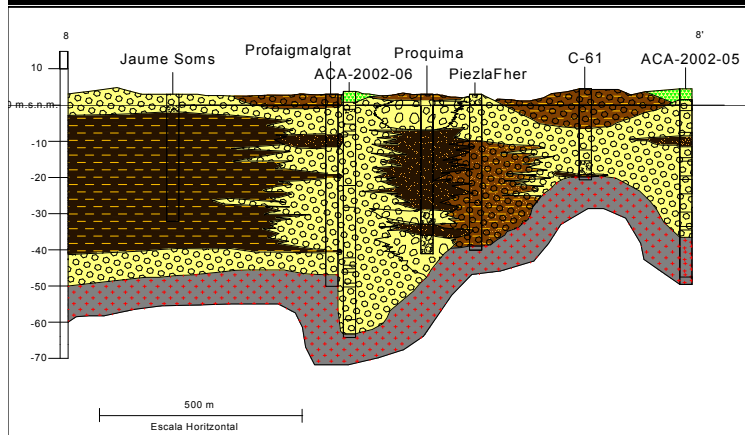 8
8'
Jaume Soms
Profaigmalgrat
ACA-2002-06
Proquima
PiezlaFher
C-61
ACA-2002-05
10
0 m.s.n.m.
-10
-20
-30
-40
-50
-60
-70
500 m
Escala Horitzontal